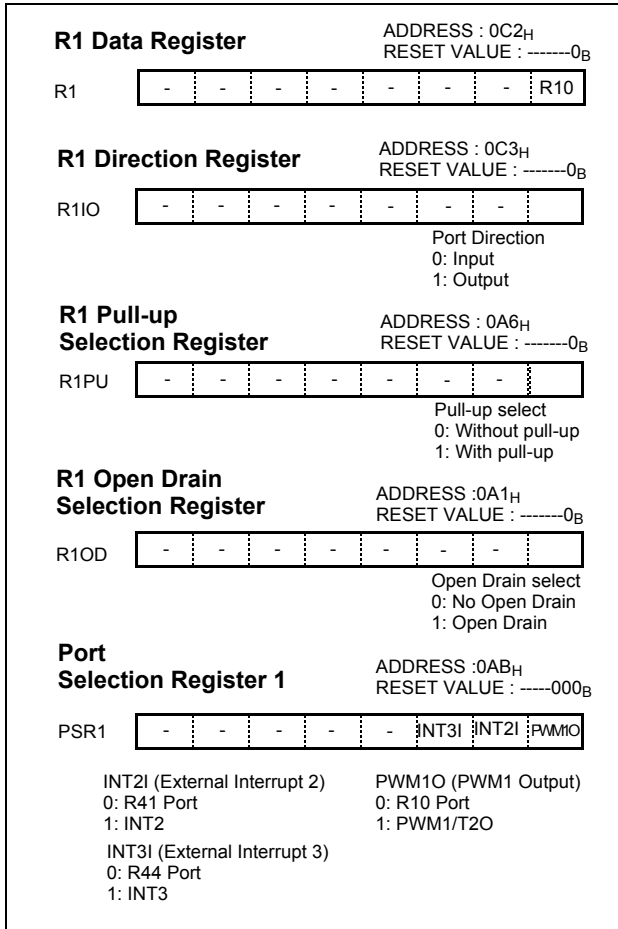 R1 Data Register
ADDRESS : 0C2H
RESET VALUE : -------0B
R1 - - - - - - - R10
R1 Direction Register
ADDRESS : 0C3H
RESET VALUE : -------0B
R1IO - - - - - - -
Port Direction
0: Input
1: Output
R1 Pull-up
Selection Register
ADDRESS : 0A6H
RESET VALUE : -------0B
R1PU - - - - - - -
Pull-up select
0: Without pull-up
1: With pull-up
R1 Open Drain
Selection Register
ADDRESS :0A1H
RESET VALUE : -------0B
R1OD - - - - - - -
Open Drain select
0: No Open Drain
1: Open Drain
Port
Selection Register 1
ADDRESS :0ABH
RESET VALUE : -----000B
PSR1 - - - - - INT3I INT2I PWM1O
INT2I (External Interrupt 2)
0: R41 Port
1: INT2
INT3I (External Interrupt 3)
0: R44 Port
1: INT3
PWM1O (PWM1 Output)
0: R10 Port
1: PWM1/T2O